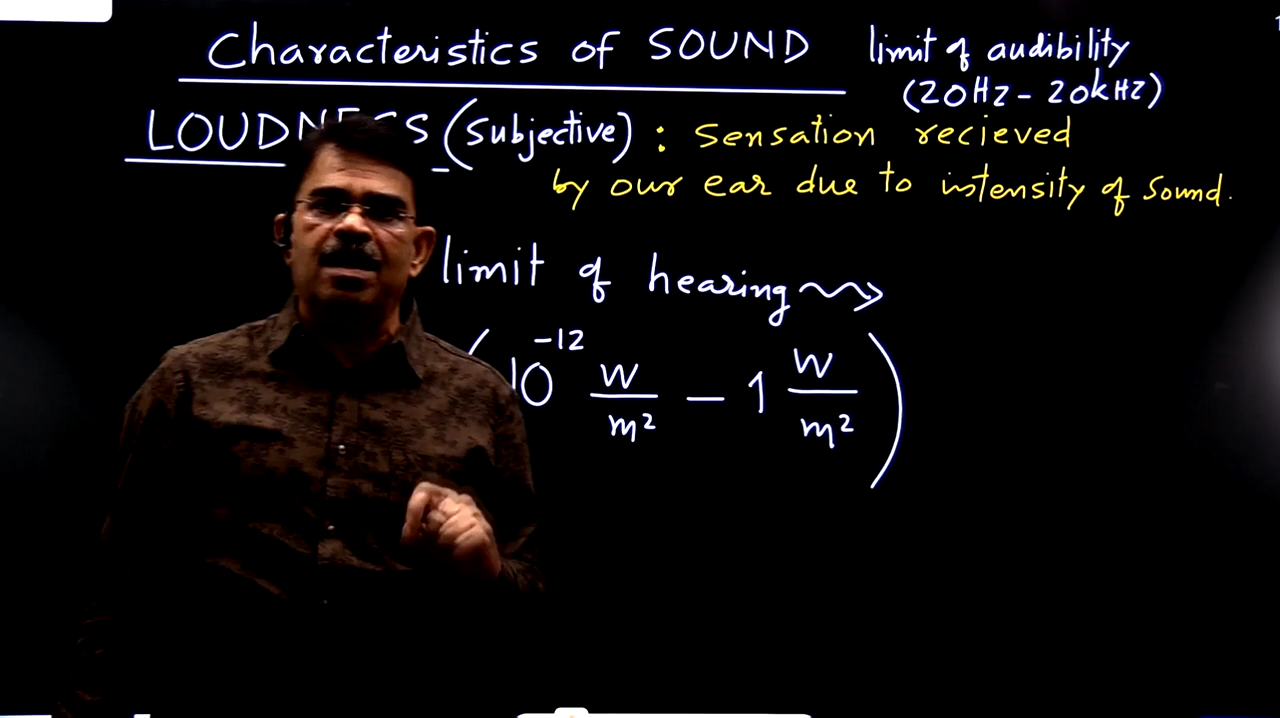 Characteristics of SOUND
limit of audibility
(20Hz - 20kHz)
LOUDNESS (Subjective) : Sensation recieved
by our ear due to intensity of Sound.
limit of hearing
(10⁻¹² W/m² - 1 W/m²)